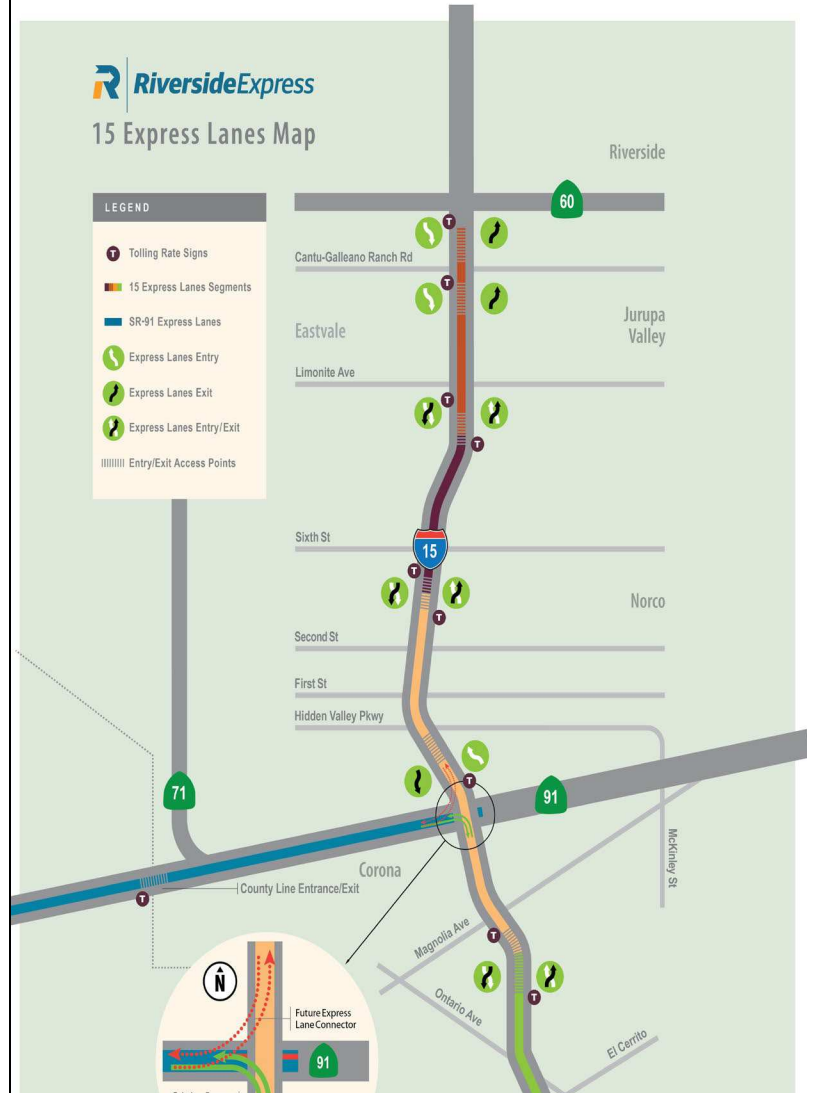 RiversideExpress
15 Express Lanes Map
Riverside
60
LEGEND
T Tolling Rate Signs
15 Express Lanes Segments
SR-91 Express Lanes
Express Lanes Entry
Express Lanes Exit
Express Lanes Entry/Exit
Entry/Exit Access Points
T
Cantu-Galleano Ranch Rd
T
Eastvale
Jurupa
Valley
Limonite Ave
T
T
Sixth St
15
T
Norco
T
Second St
First St
Hidden Valley Pkwy
T
71
91
McKinley St
Corona
County Line Entrance/Exit
T
Magnolia Ave
T
Ontario Ave
T
El Cerrito
N
Future Express
Lane Connector
91